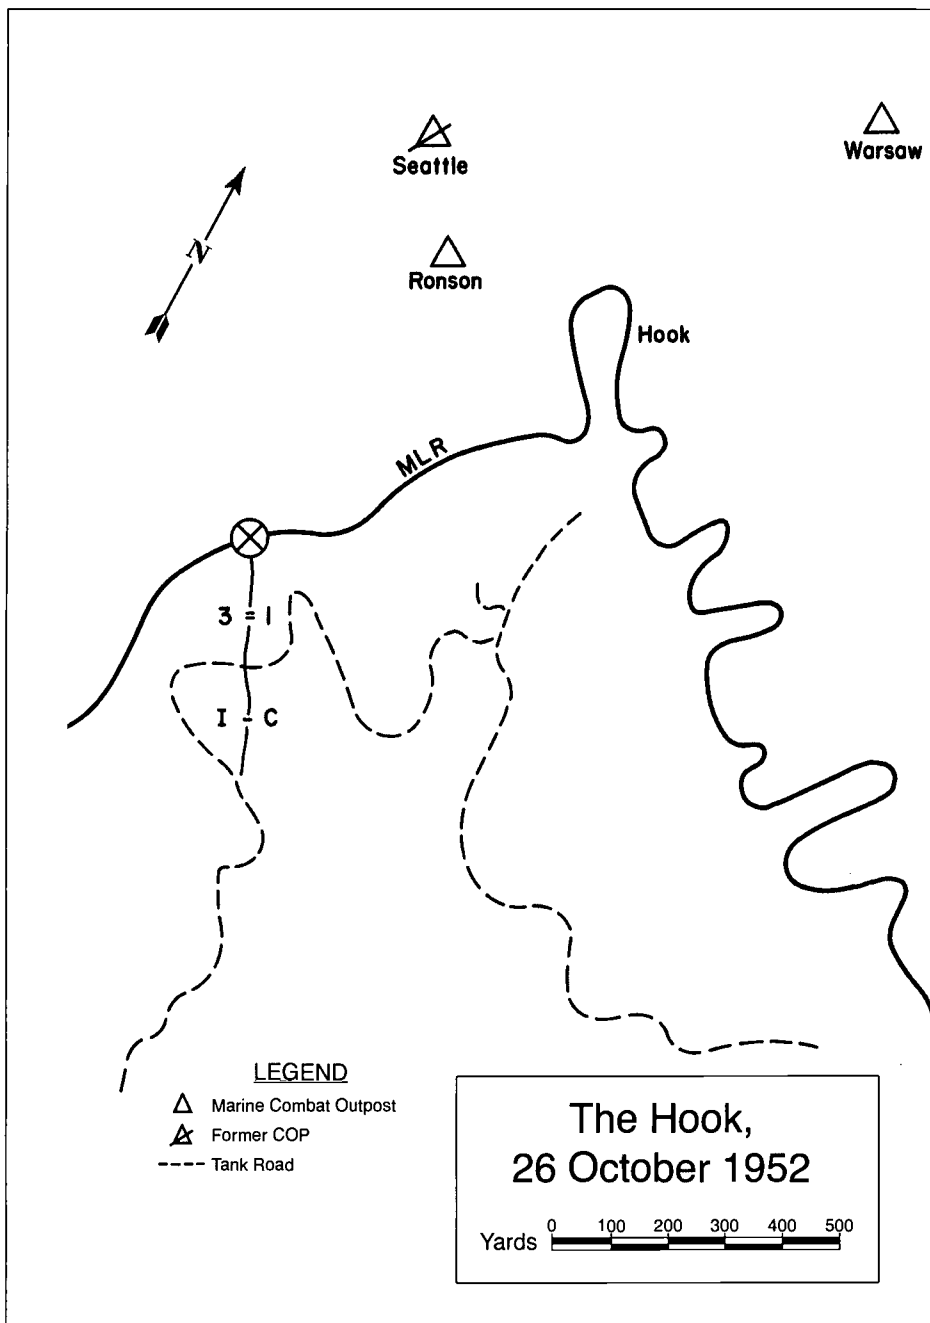 Seattle
Warsaw
N
Ronson
Hook
MLR
3 = 1
I - C
LEGEND
Marine Combat Outpost
Former COP
Tank Road
The Hook,
26 October 1952
0 100 200 300 400 500
Yards